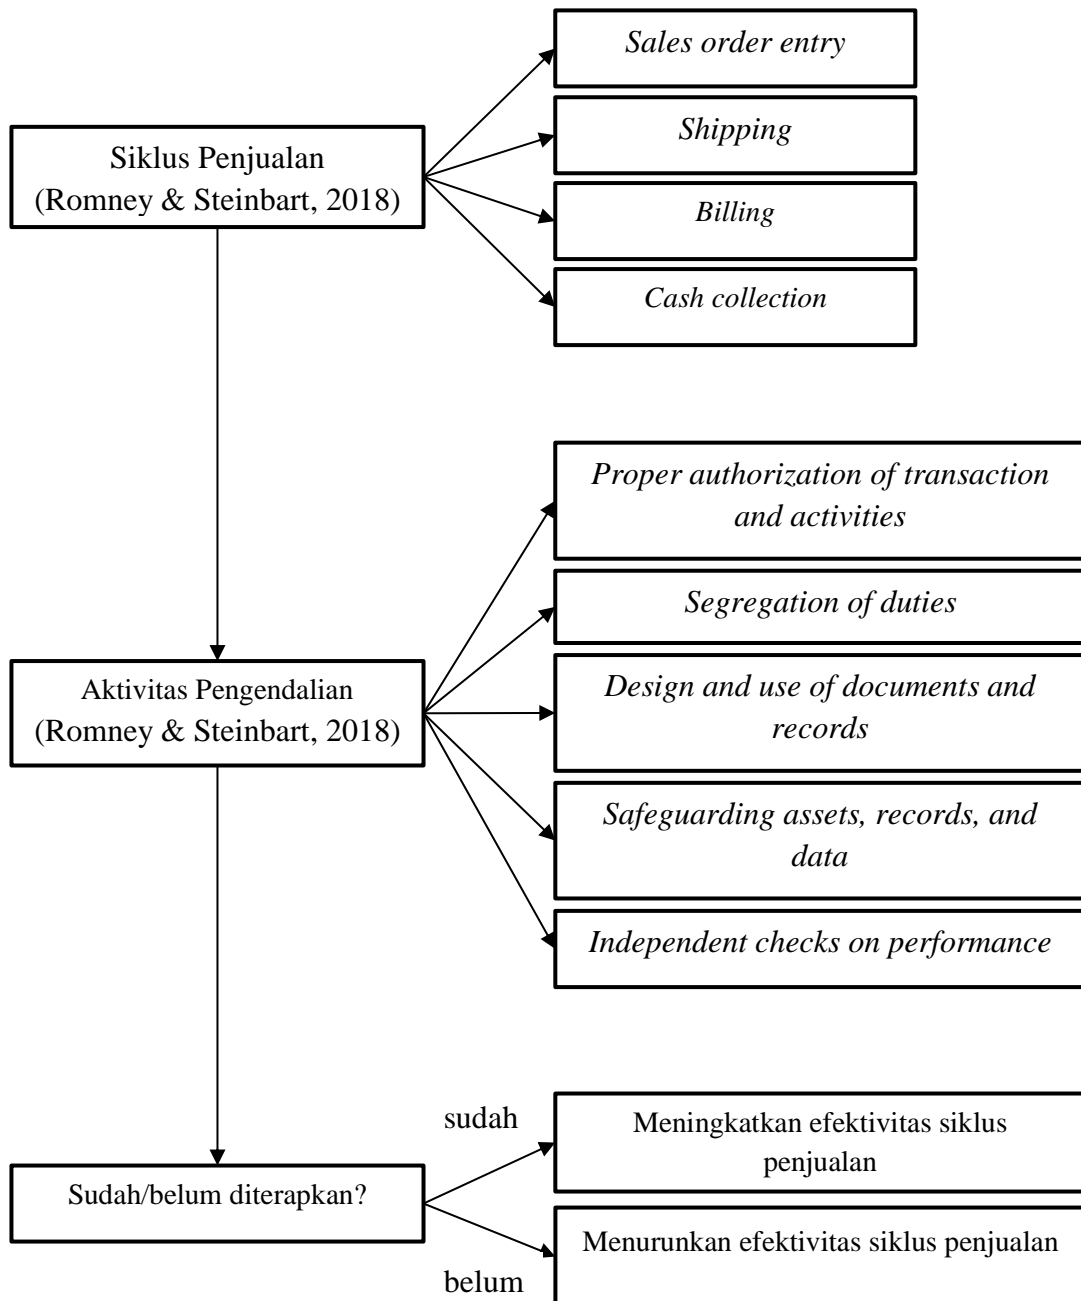 Sales order entry
Shipping
Billing
Cash collection
Siklus Penjualan
(Romney & Steinbart, 2018)
Proper authorization of transaction
and activities
Segregation of duties
Design and use of documents and
records
Safeguarding assets, records, and
data
Independent checks on performance
Aktivitas Pengendalian
(Romney & Steinbart, 2018)
Sudah/belum diterapkan?
sudah
Meningkatkan efektivitas siklus
penjualan
belum
Menurunkan efektivitas siklus penjualan